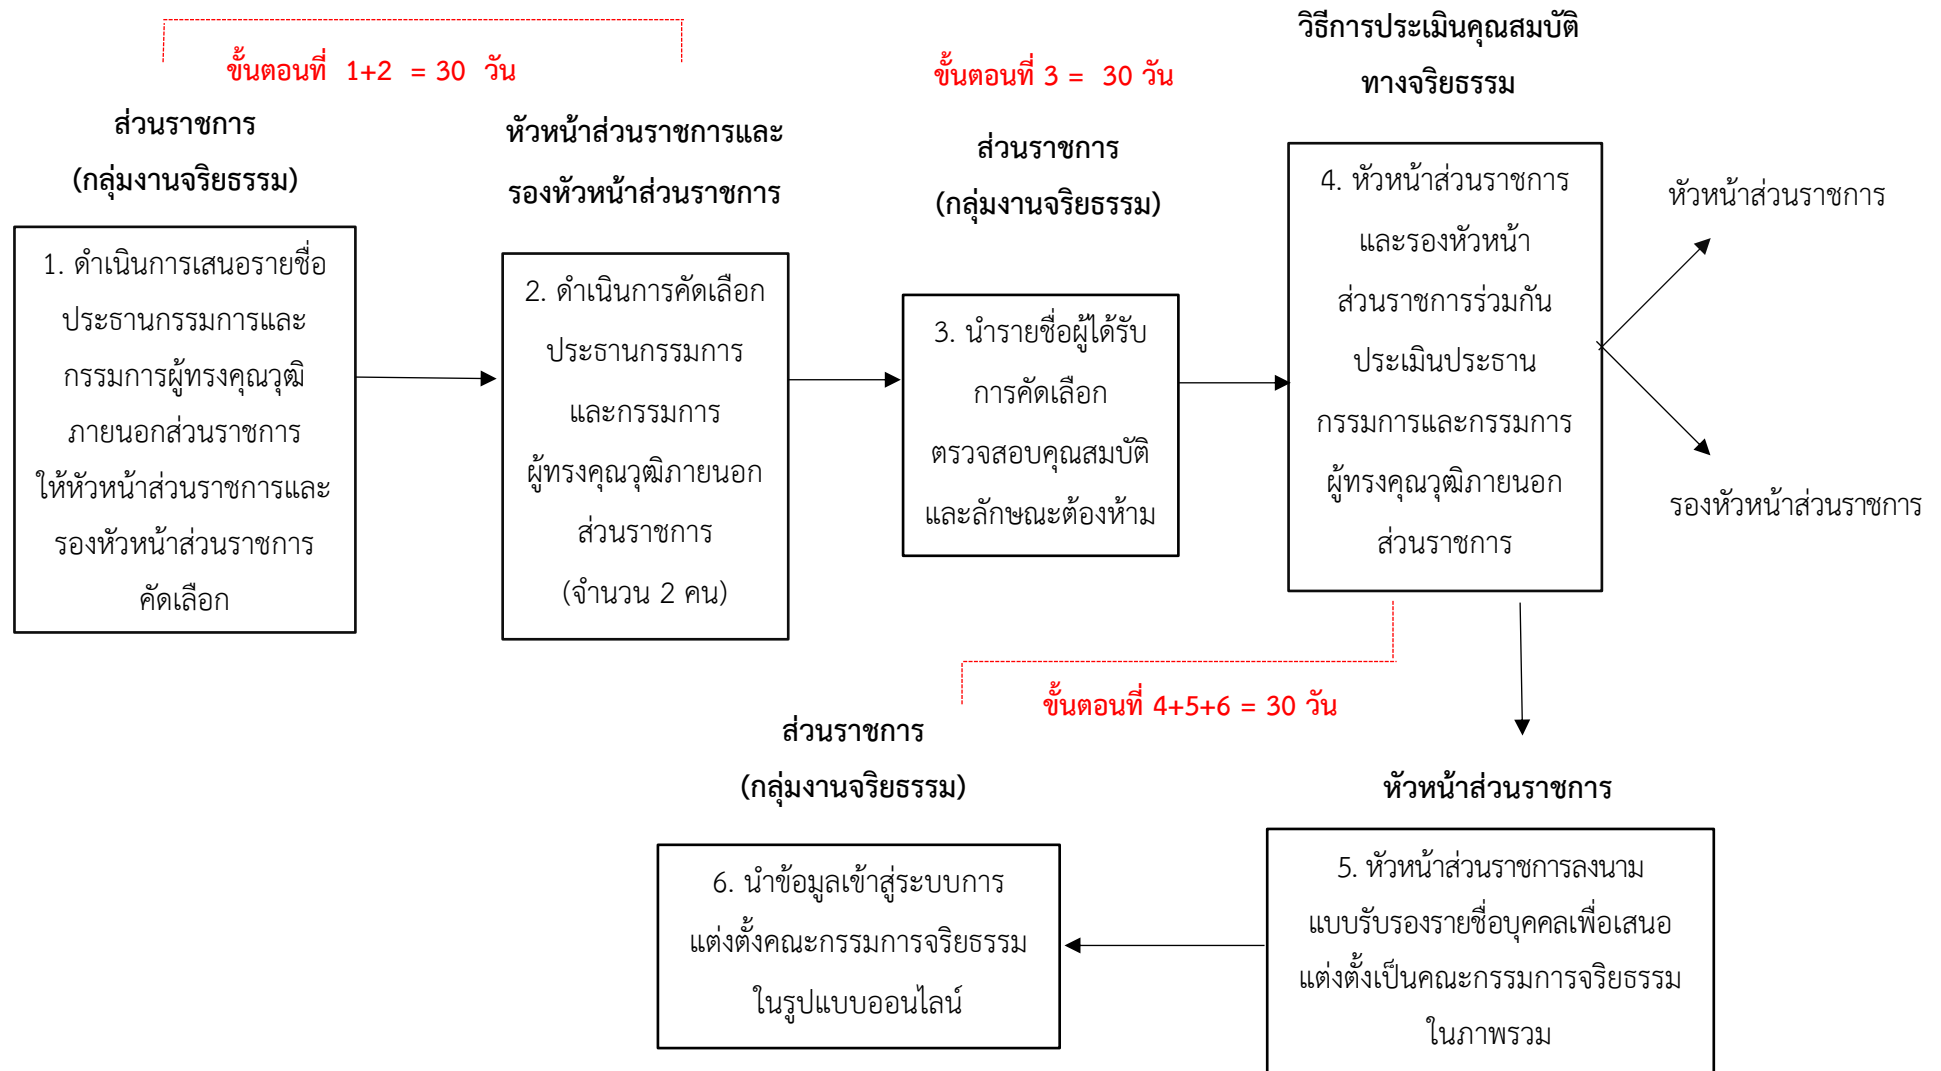 ขั้นตอนที่ 1+2 = 30 วัน
ส่วนราชการ
(กลุ่มงานจริยธรรม)
1. ดำเนินการเสนอรายชื่อ
ประธานกรรมการและ
กรรมการผู้ทรงคุณวุฒิ
ภายนอกส่วนราชการ
ให้หัวหน้าส่วนราชการและ
รองหัวหน้าส่วนราชการ
คัดเลือก
หัวหน้าส่วนราชการและ
รองหัวหน้าส่วนราชการ
2. ดำเนินการคัดเลือก
ประธานกรรมการ
และกรรมการ
ผู้ทรงคุณวุฒิภายนอก
ส่วนราชการ
(จำนวน 2 คน)
ขั้นตอนที่ 3 = 30 วัน
ส่วนราชการ
(กลุ่มงานจริยธรรม)
3. นำรายชื่อผู้ได้รับ
การคัดเลือก
ตรวจสอบคุณสมบัติ
และลักษณะต้องห้าม
วิธีการประเมินคุณสมบัติ
ทางจริยธรรม
4. หัวหน้าส่วนราชการ
และรองหัวหน้า
ส่วนราชการร่วมกัน
ประเมินประธาน
กรรมการและกรรมการ
ผู้ทรงคุณวุฒิภายนอก
ส่วนราชการ
หัวหน้าส่วนราชการ
รองหัวหน้าส่วนราชการ
ขั้นตอนที่ 4+5+6 = 30 วัน
หัวหน้าส่วนราชการ
5. หัวหน้าส่วนราชการลงนาม
แบบรับรองรายชื่อบุคคลเพื่อเสนอ
แต่งตั้งเป็นคณะกรรมการจริยธรรม
ในภาพรวม
ส่วนราชการ
(กลุ่มงานจริยธรรม)
6. นำข้อมูลเข้าสู่ระบบการ
แต่งตั้งคณะกรรมการจริยธรรม
ในรูปแบบออนไลน์